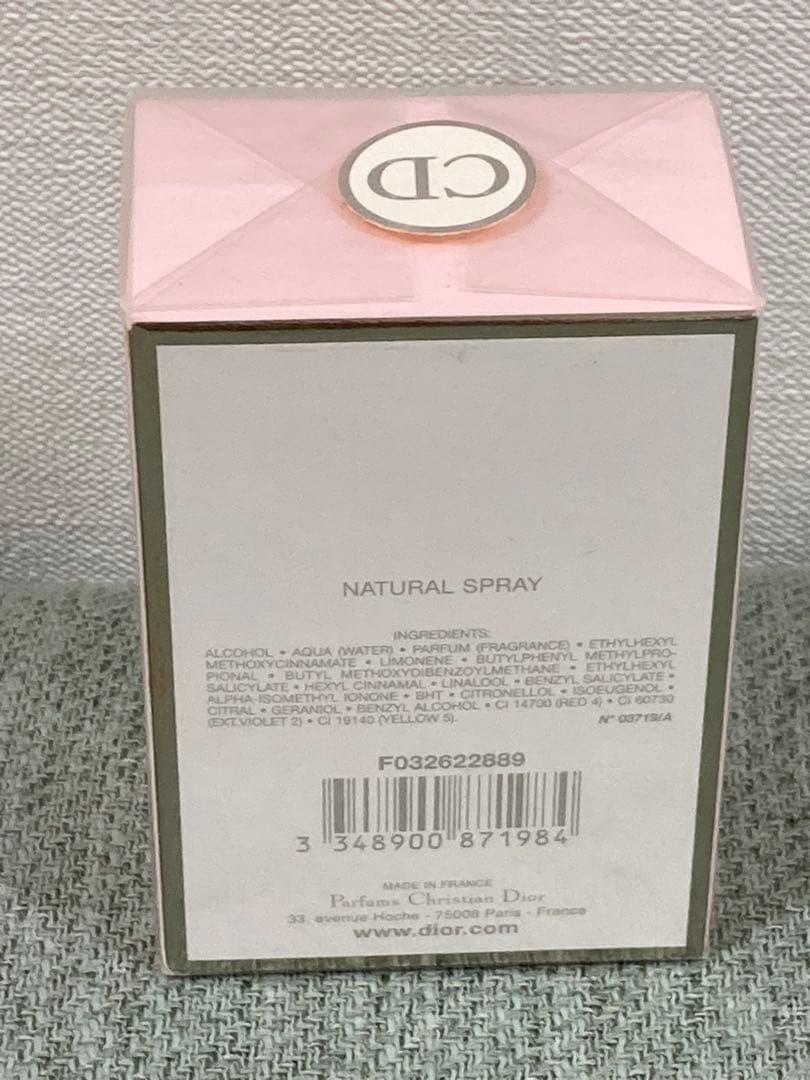 CD
NATURAL SPRAY
INGREDIENTS:
ALCOHOL • AQUA (WATER) • PARFUM (FRAGRANCE) • ETHYLHEXYL
METHOXYCINNAMATE • LIMONENE • BUTYLPHENYL METHYLPRO-
PIONAL • BUTYL METHOXYDIBENZOYLMETHANE • ETHYLHEXYL
SALICYLATE • HEXYL CINNAMAL • LINALOOL • BENZYL SALICYLATE •
ALPHA-ISOMETHYL IONONE • BHT • CITRONELLOL • ISOEUGENOL •
CITRAL • GERANIOL • BENZYL ALCOHOL • CI 14700 (RED 4) • CI 60730
(EXT.VIOLET 2) • CI 19140 (YELLOW 5).
N° 03719/A
F032622889
3 348900 871984
MADE IN FRANCE
Parfums Christian Dior
33, avenue Hoche - 75008 Paris - France
www.dior.com